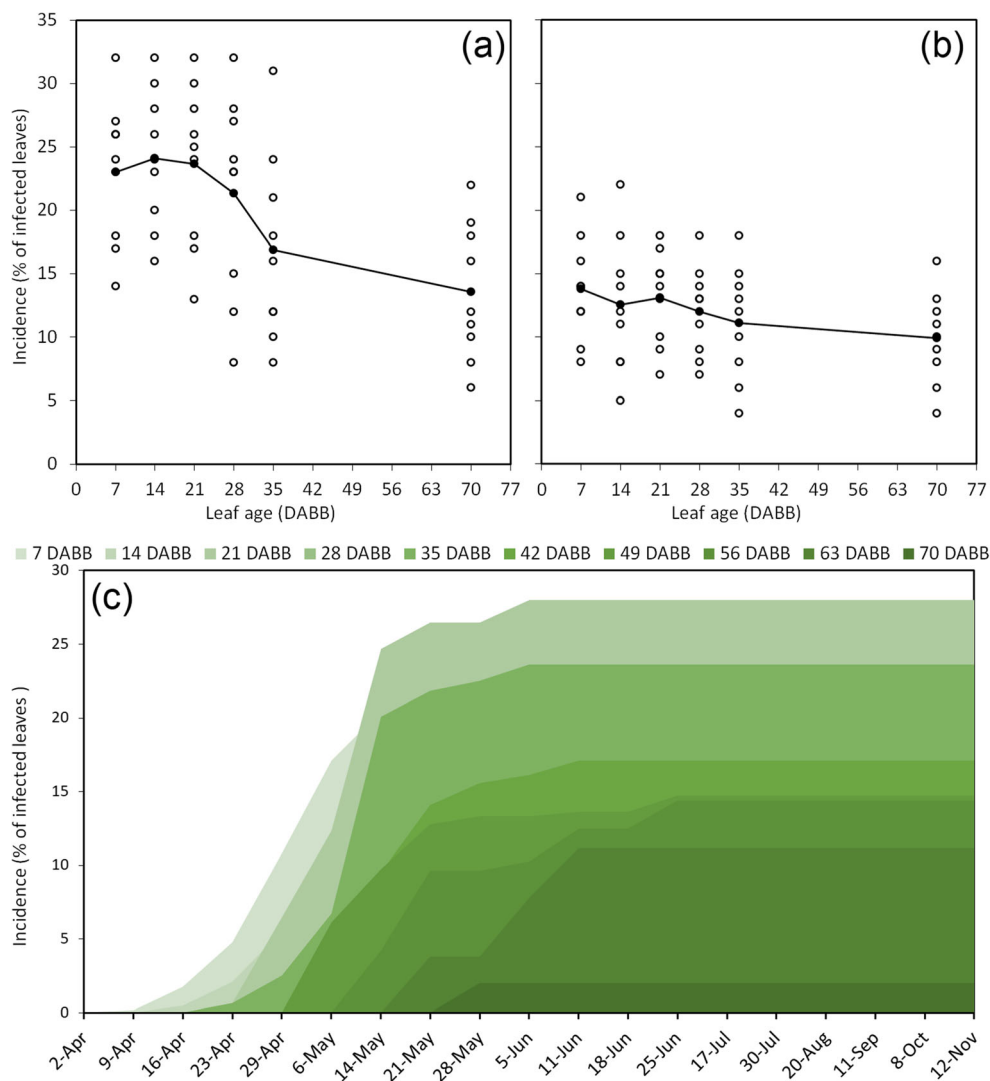 (a)
35
30
25
20
15
10
5
0
Incidence (% of infected leaves)
0 7 14 21 28 35 42 49 56 63 70 77
Leaf age (DABB)
(b)
0 7 14 21 28 35 42 49 56 63 70 77
Leaf age (DABB)
7 DABB 14 DABB 21 DABB 28 DABB 35 DABB 42 DABB 49 DABB 56 DABB 63 DABB 70 DABB
(c)
30
25
20
15
10
5
0
Incidence (% of infected leaves )
2-Apr 9-Apr 16-Apr 23-Apr 29-Apr 6-May 14-May 21-May 28-May 5-Jun 11-Jun 18-Jun 25-Jun 17-Jul 30-Jul 20-Aug 11-Sep 8-Oct 12-Nov